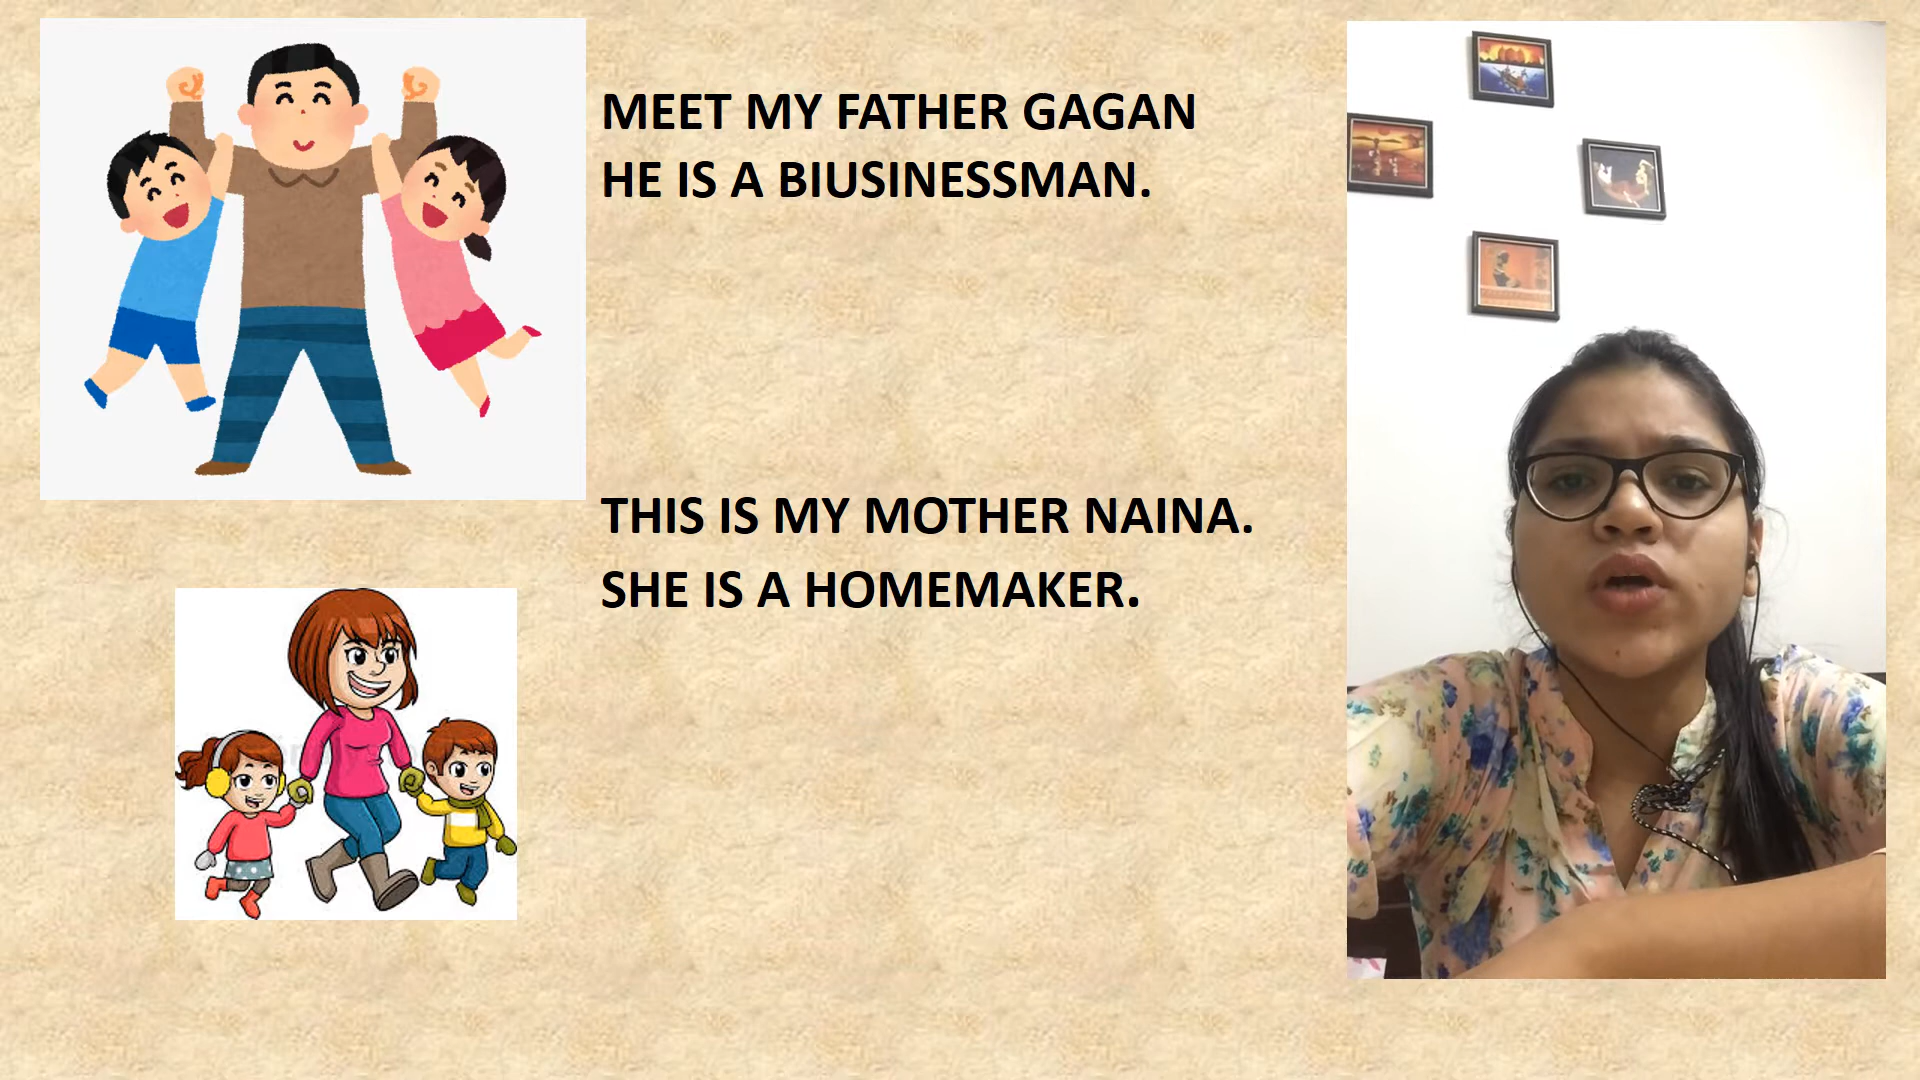 MEET MY FATHER GAGAN
HE IS A BIUSINESSMAN.
THIS IS MY MOTHER NAINA.
SHE IS A HOMEMAKER.